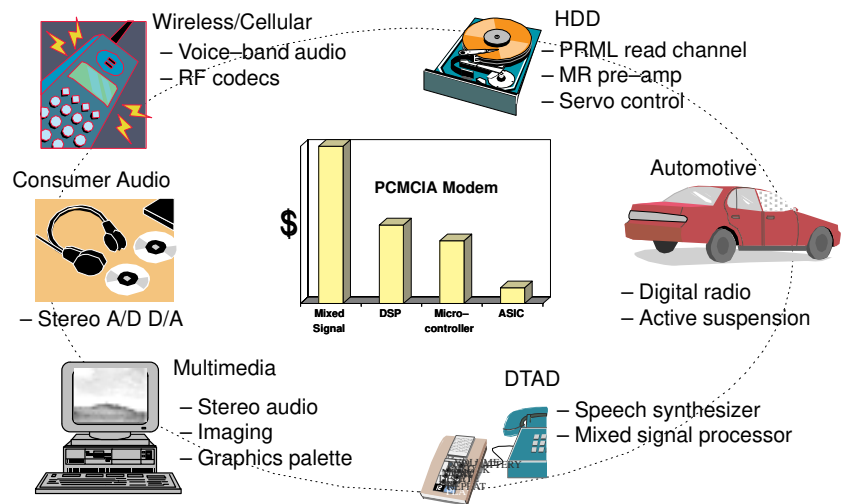 Wireless/Cellular
– Voice–band audio
– RF codecs
HDD
– PRML read channel
– MR pre–amp
– Servo control
Consumer Audio
– Stereo A/D D/A
PCMCIA Modem
$
Mixed Signal
DSP
Micro–controller
ASIC
Automotive
– Digital radio
– Active suspension
Multimedia
– Stereo audio
– Imaging
– Graphics palette
DTAD
– Speech synthesizer
– Mixed signal processor
REPEAT